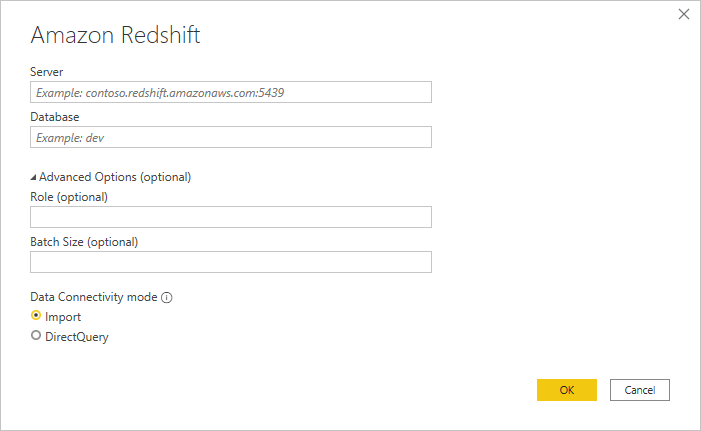 Amazon Redshift
Server
Example: contoso.redshift.amazonaws.com:5439
Database
Example: dev
Advanced Options (optional)
Role (optional)
Batch Size (optional)
Data Connectivity mode
Import
DirectQuery
OK Cancel